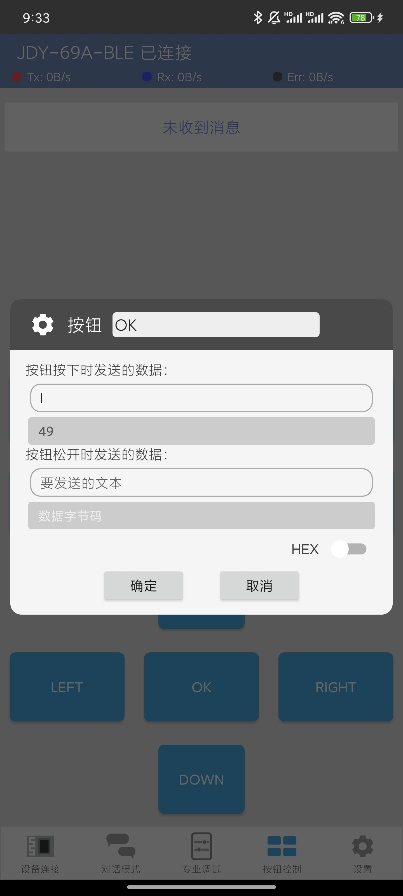 9:33
HD HD 78
JDY-69A-BLE 已连接
Tx: 0B/s Rx: 0B/s Err: 0B/s
未收到消息
按钮 OK
按钮按下时发送的数据:
I
49
按钮松开时发送的数据:
要发送的文本
数据字节码
HEX
确定 取消
LEFT OK RIGHT
DOWN
设备连接 对话模式 专业调试 按钮控制 设置